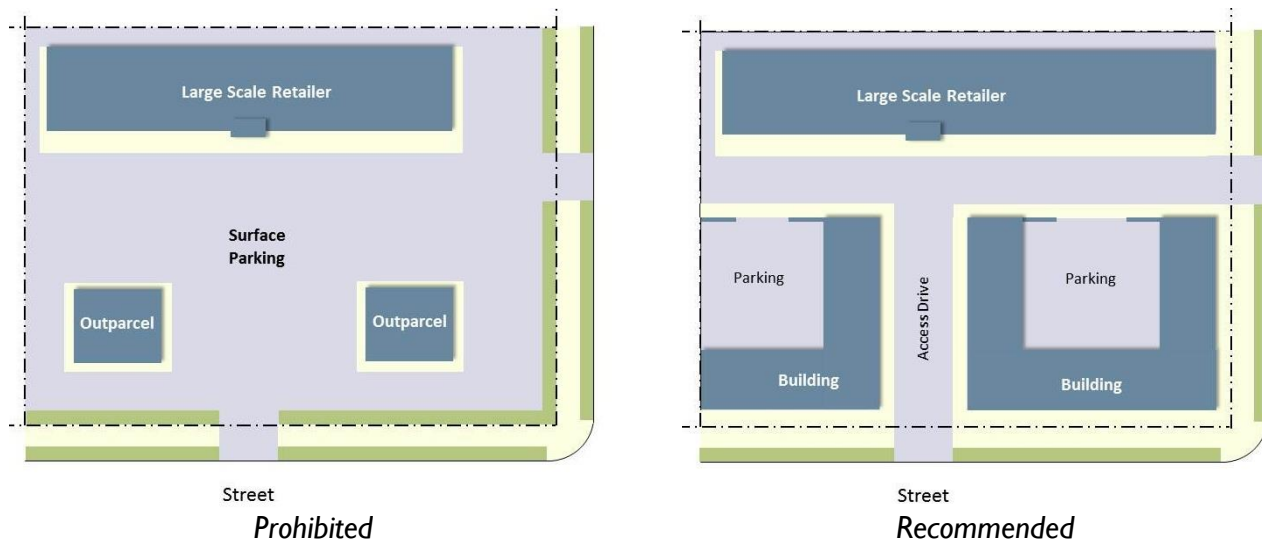 Large Scale Retailer
Surface
Parking
Outparcel
Outparcel
Street
Prohibited
Large Scale Retailer
Parking
Access Drive
Parking
Building
Building
Street
Recommended